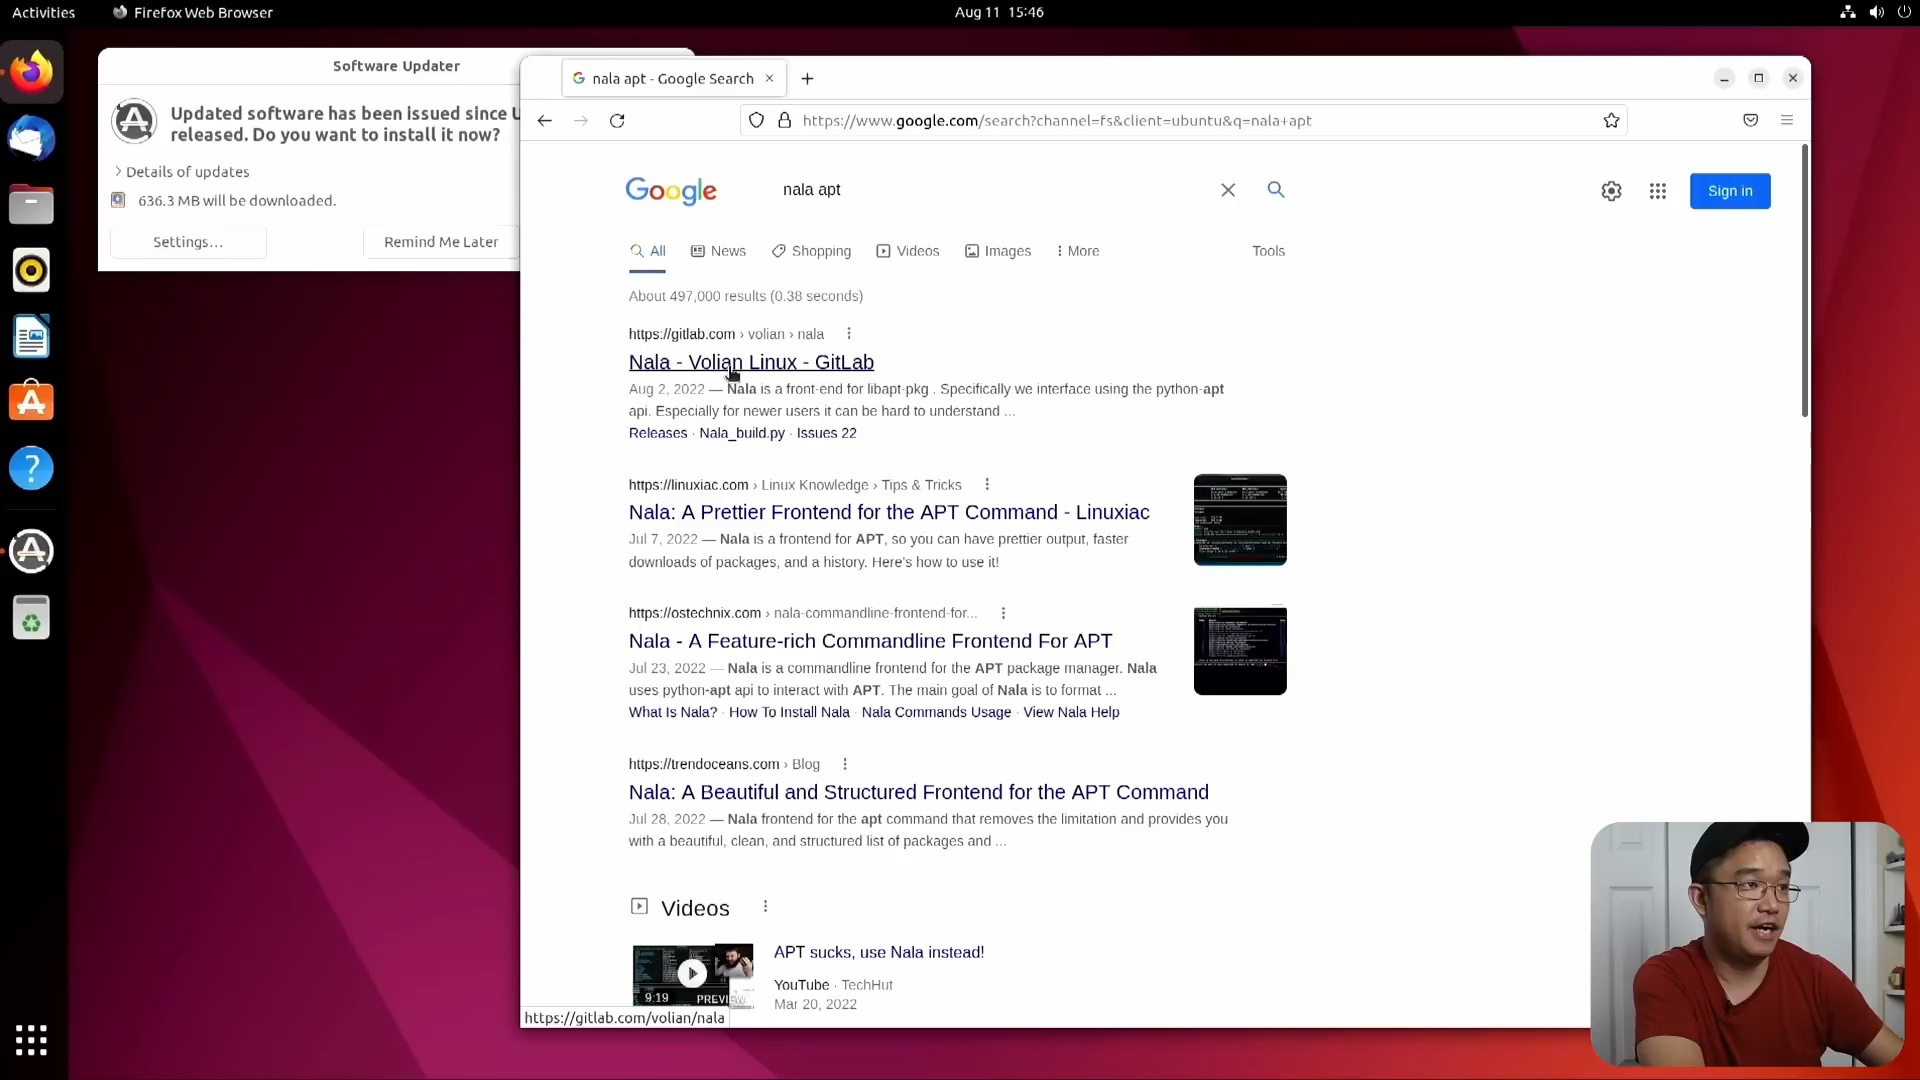 Activities
Firefox Web Browser
Aug 11 15:46
Software Updater
Updated software has been issued since U
released. Do you want to install it now?
Details of updates
636.3 MB will be downloaded.
Settings...
Remind Me Later
nala apt - Google Search
https://www.google.com/search?channel=fs&client=ubuntu&q=nala+apt
Google
nala apt
Sign in
All
News
Shopping
Videos
Images
More
Tools
About 497,000 results (0.38 seconds)
https://gitlab.com › volian › nala
Nala - Volian Linux - GitLab
Aug 2, 2022 — Nala is a front-end for libapt-pkg . Specifically we interface using the python-apt
api. Especially for newer users it can be hard to understand ...
Releases · Nala_build.py · Issues 22
https://linuxiac.com › Linux Knowledge › Tips & Tricks
Nala: A Prettier Frontend for the APT Command - Linuxiac
Jul 7, 2022 — Nala is a frontend for APT, so you can have prettier output, faster
downloads of packages, and a history. Here's how to use it!
https://ostechnix.com › nala-commandline-frontend-for...
Nala - A Feature-rich Commandline Frontend For APT
Jul 23, 2022 — Nala is a commandline frontend for the APT package manager. Nala
uses python-apt api to interact with APT. The main goal of Nala is to format ...
What Is Nala? · How To Install Nala · Nala Commands Usage · View Nala Help
https://trendoceans.com › Blog
Nala: A Beautiful and Structured Frontend for the APT Command
Jul 28, 2022 — Nala frontend for the apt command that removes the limitation and provides you
with a beautiful, clean, and structured list of packages and ...
Videos
APT sucks, use Nala instead!
YouTube · TechHut
Mar 20, 2022
9:19
PREVIEW
https://gitlab.com/volian/nala